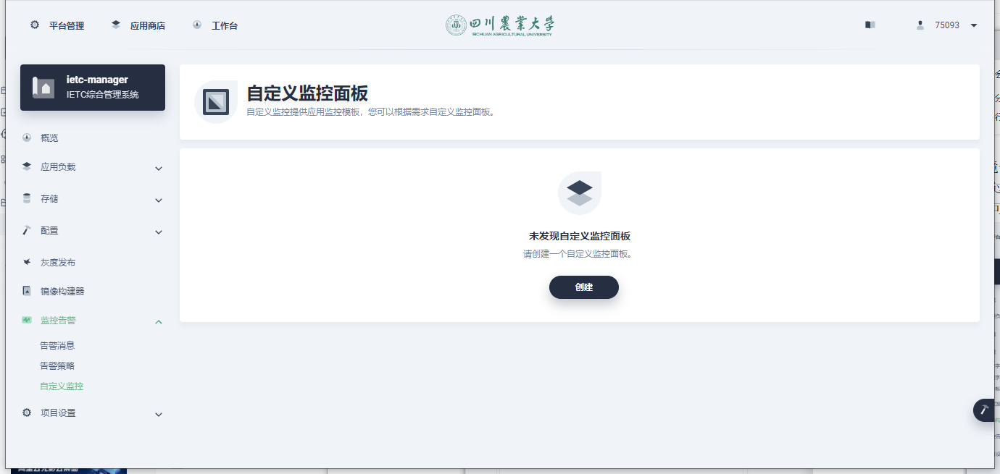 平台管理
应用商店
工作台
四川農業大学
SICHUAN AGRICULTURAL UNIVERSITY
75093
ietc-manager
IETC综合管理系统
概览
应用负载
存储
配置
灰度发布
镜像构建器
监控告警
告警消息
告警策略
自定义监控
项目设置
自定义监控面板
自定义监控提供应用监控模板，您可以根据需求自定义监控面板。
未发现自定义监控面板
请创建一个自定义监控面板。
创建